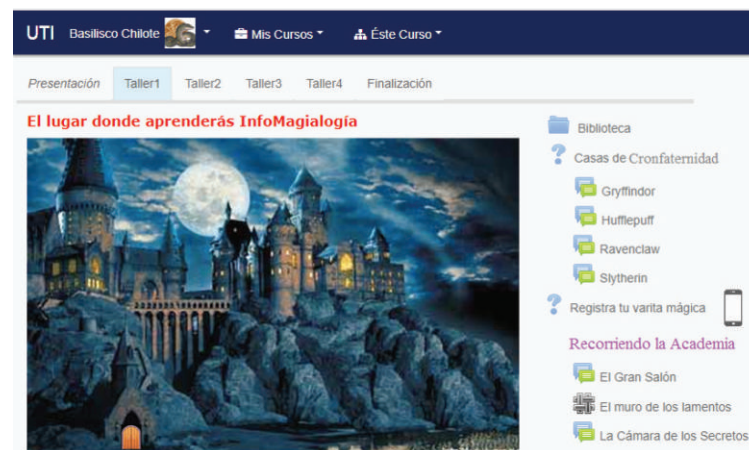 UTI Basilisco Chilote Mis Cursos Éste Curso
Presentación Taller1 Taller2 Taller3 Taller4 Finalización
El lugar donde aprenderás InfoMagialogía
Biblioteca
Casas de Cronfaternidad
Gryffindor
Hufflepuff
Ravenclaw
Slytherin
Registra tu varita mágica
Recorriendo la Academia
El Gran Salón
El muro de los lamentos
La Cámara de los Secretos